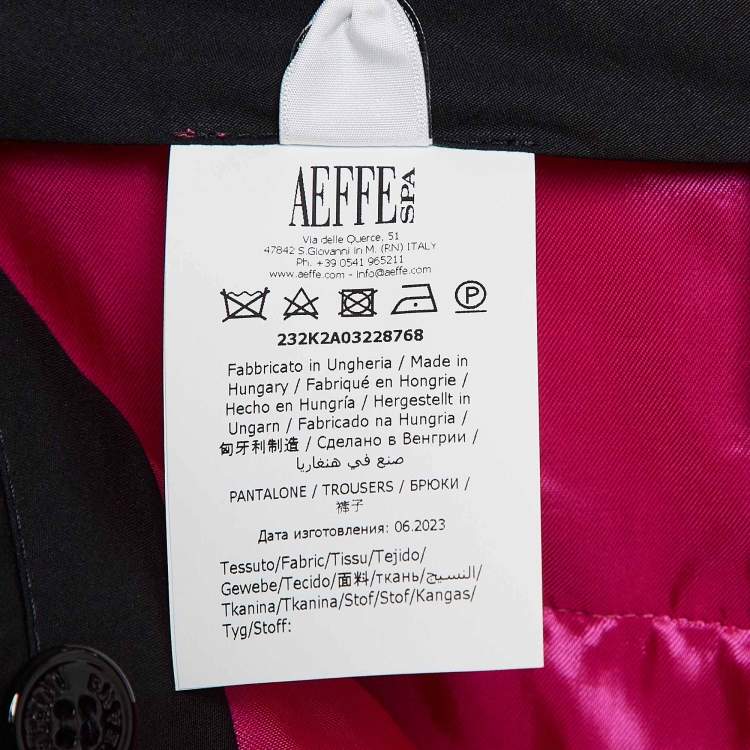 AEFFE SPA
Via delle Querce, 51
47842 S.Giovanni in M. (RN) ITALY
Ph. +39 0541 965211
www.aeffe.com - info@aeffe.com
P
232K2A03228768
Fabbricato in Ungheria / Made in
Hungary / Fabriqué en Hongrie /
Hecho en Hungría / Hergestellt in
Ungarn / Fabricado na Hungria /
匈牙利制造 / Сделано в Венгрии /
صنع في هنغاريا
PANTALONE / TROUSERS / БРЮКИ /
裤子
Дата изготовления: 06.2023
Tessuto/Fabric/Tissu/Tejido/
Gewebe/Tecido/面料/ткань/النسيج/
Tkanina/Tkanina/Stof/Stof/Kangas/
Tyg/Stoff: